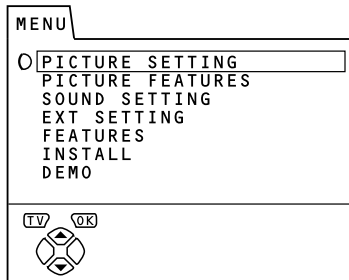 MENU
PICTURE SETTING
PICTURE FEATURES
SOUND SETTING
EXT SETTING
FEATURES
INSTALL
DEMO
TV OK